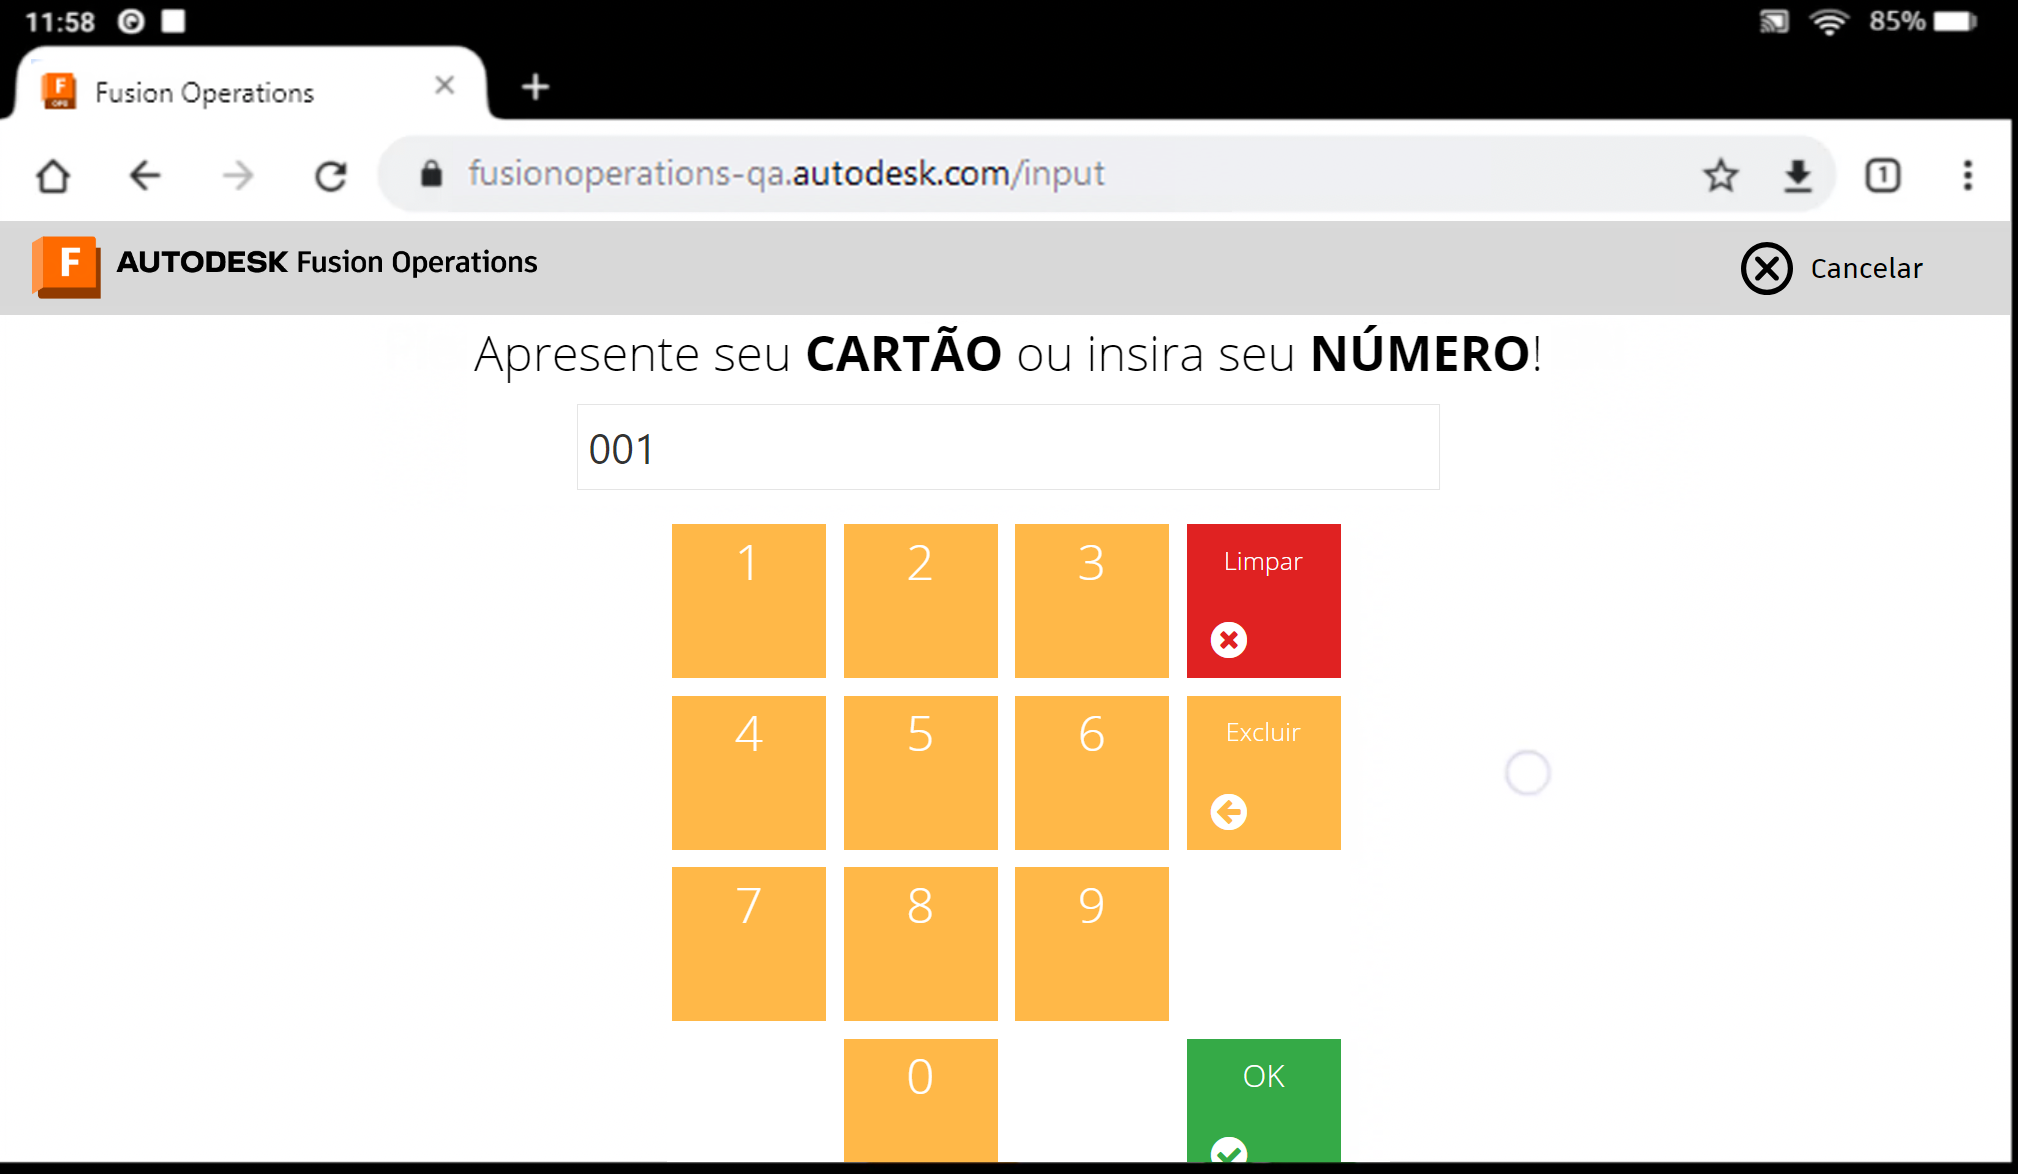 11:58
85%
Fusion Operations
fusionoperations-qa.autodesk.com/input
1
F
AUTODESK Fusion Operations
Cancelar
Apresente seu CARTÃO ou insira seu NÚMERO!
001
1 2 3 Limpar
4 5 6 Excluir
7 8 9
0 OK